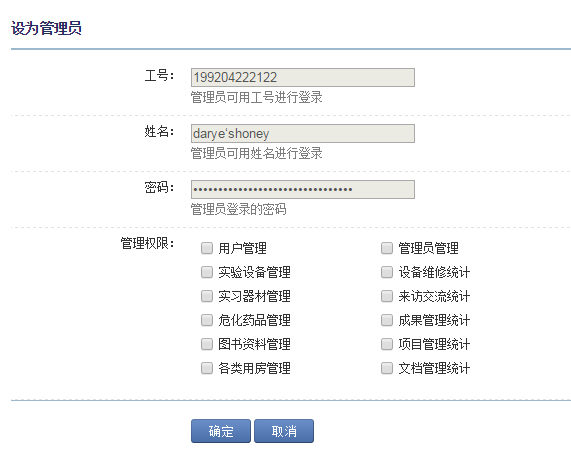 设为管理员
工号： 199204222122
管理员可用工号进行登录
姓名： darye'shoney
管理员可用姓名进行登录
密码： ••••••••••••••••••••••••••••••••
管理员登录的密码
管理权限： 用户管理 管理员管理
实验设备管理 设备维修统计
实习器材管理 来访交流统计
危化药品管理 成果管理统计
图书资料管理 项目管理统计
各类用房管理 文档管理统计
确定 取消